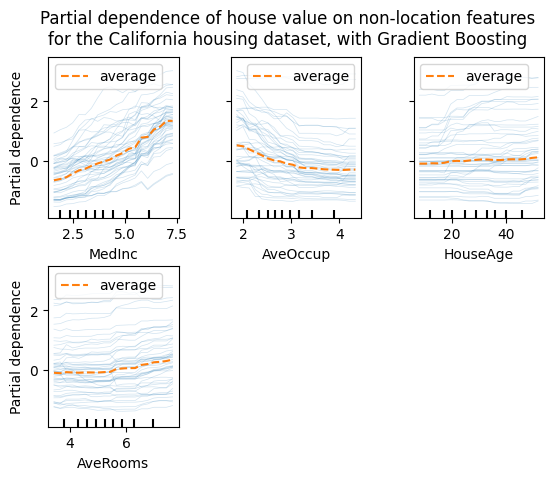 Partial dependence of house value on non-location features
for the California housing dataset, with Gradient Boosting
Partial dependence
2
0
average
2.5 5.0 7.5
MedInc
average
2 3 4
AveOccup
average
20 40
HouseAge
Partial dependence
2
0
average
4 6
AveRooms